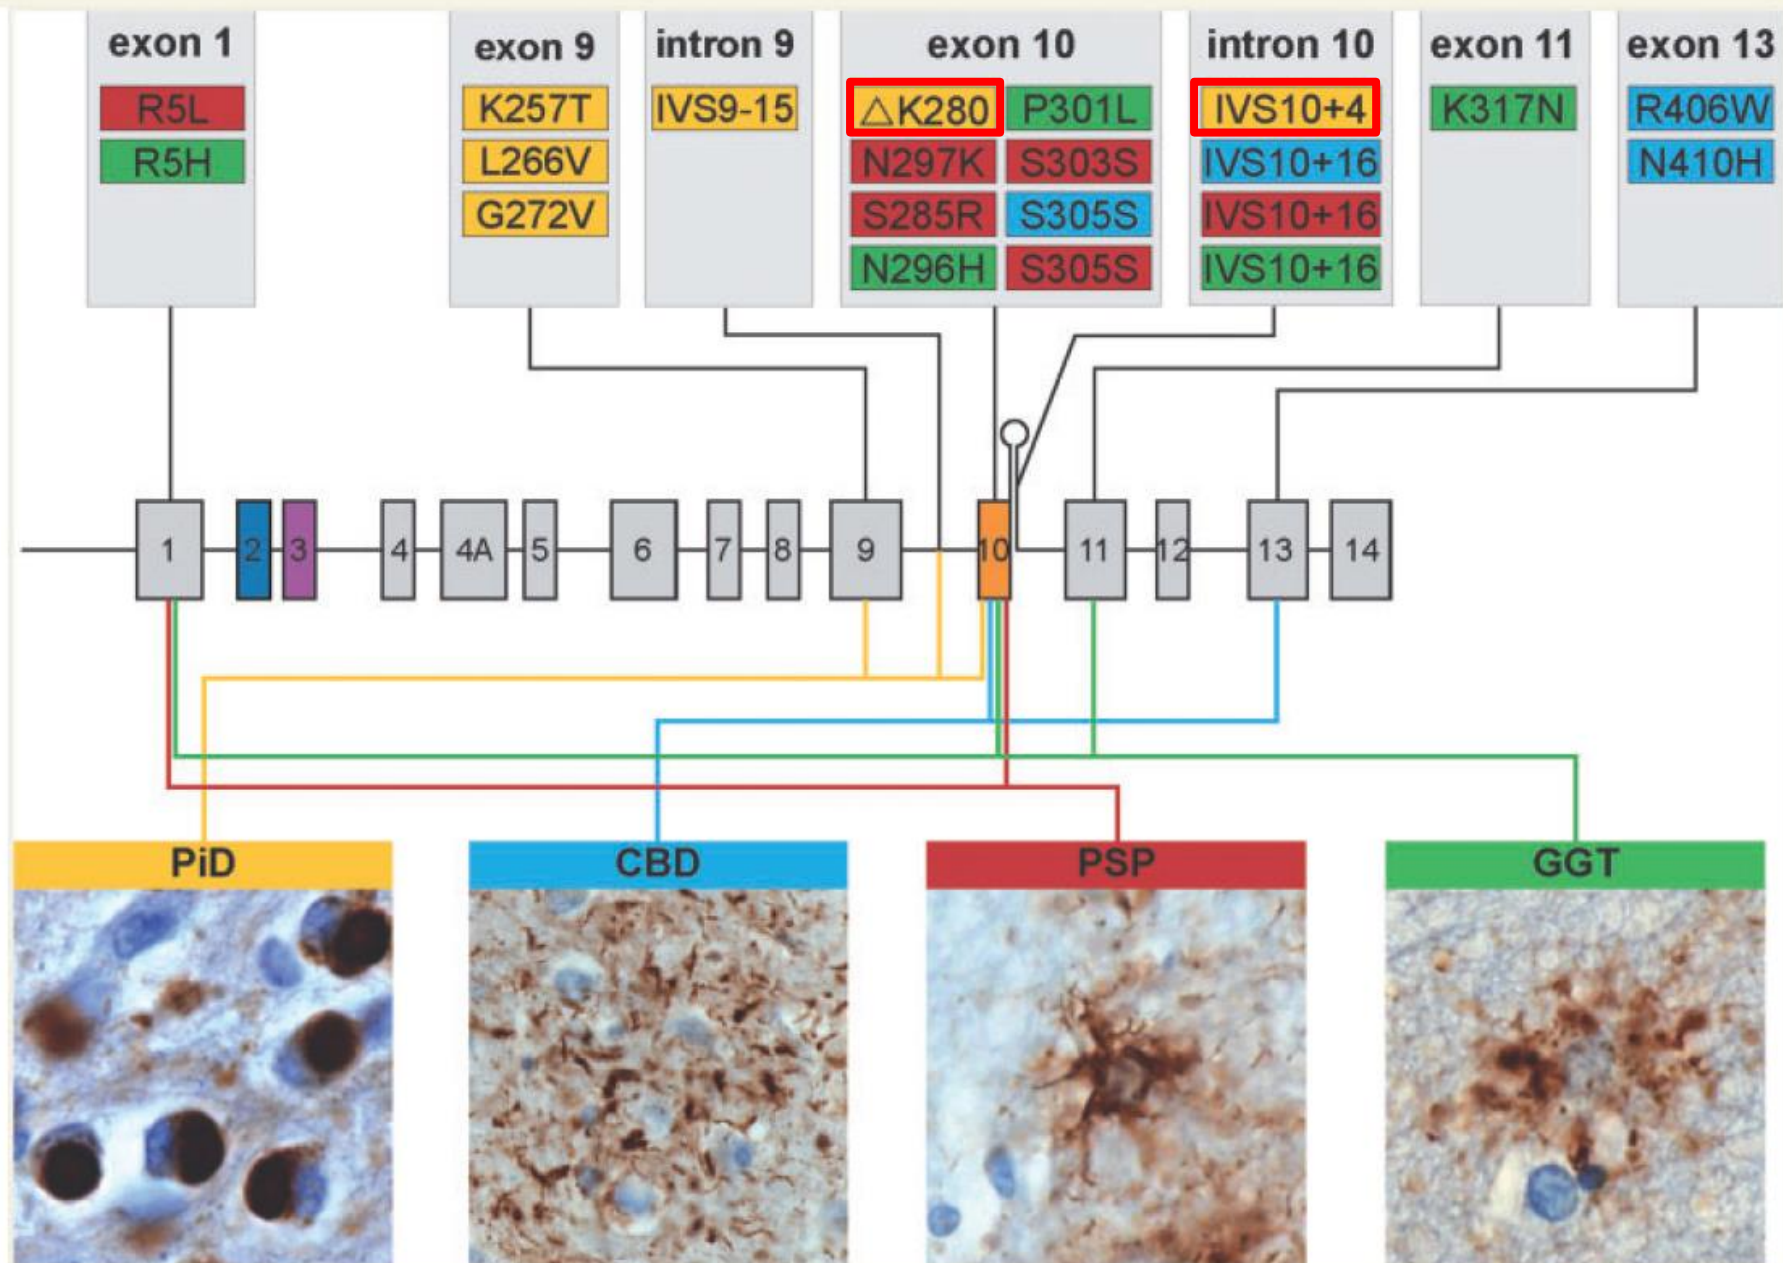 exon 1
R5L
R5H
exon 9
K257T
L266V
G272V
intron 9
IVS9-15
exon 10
△K280 P301L
N297K S303S
S285R S305S
N296H S305S
intron 10
IVS10+4
IVS10+16
IVS10+16
IVS10+16
exon 11
K317N
exon 13
R406W
N410H
1 2 3 4 4A 5 6 7 8 9 10 11 12 13 14
PiD CBD PSP GGT